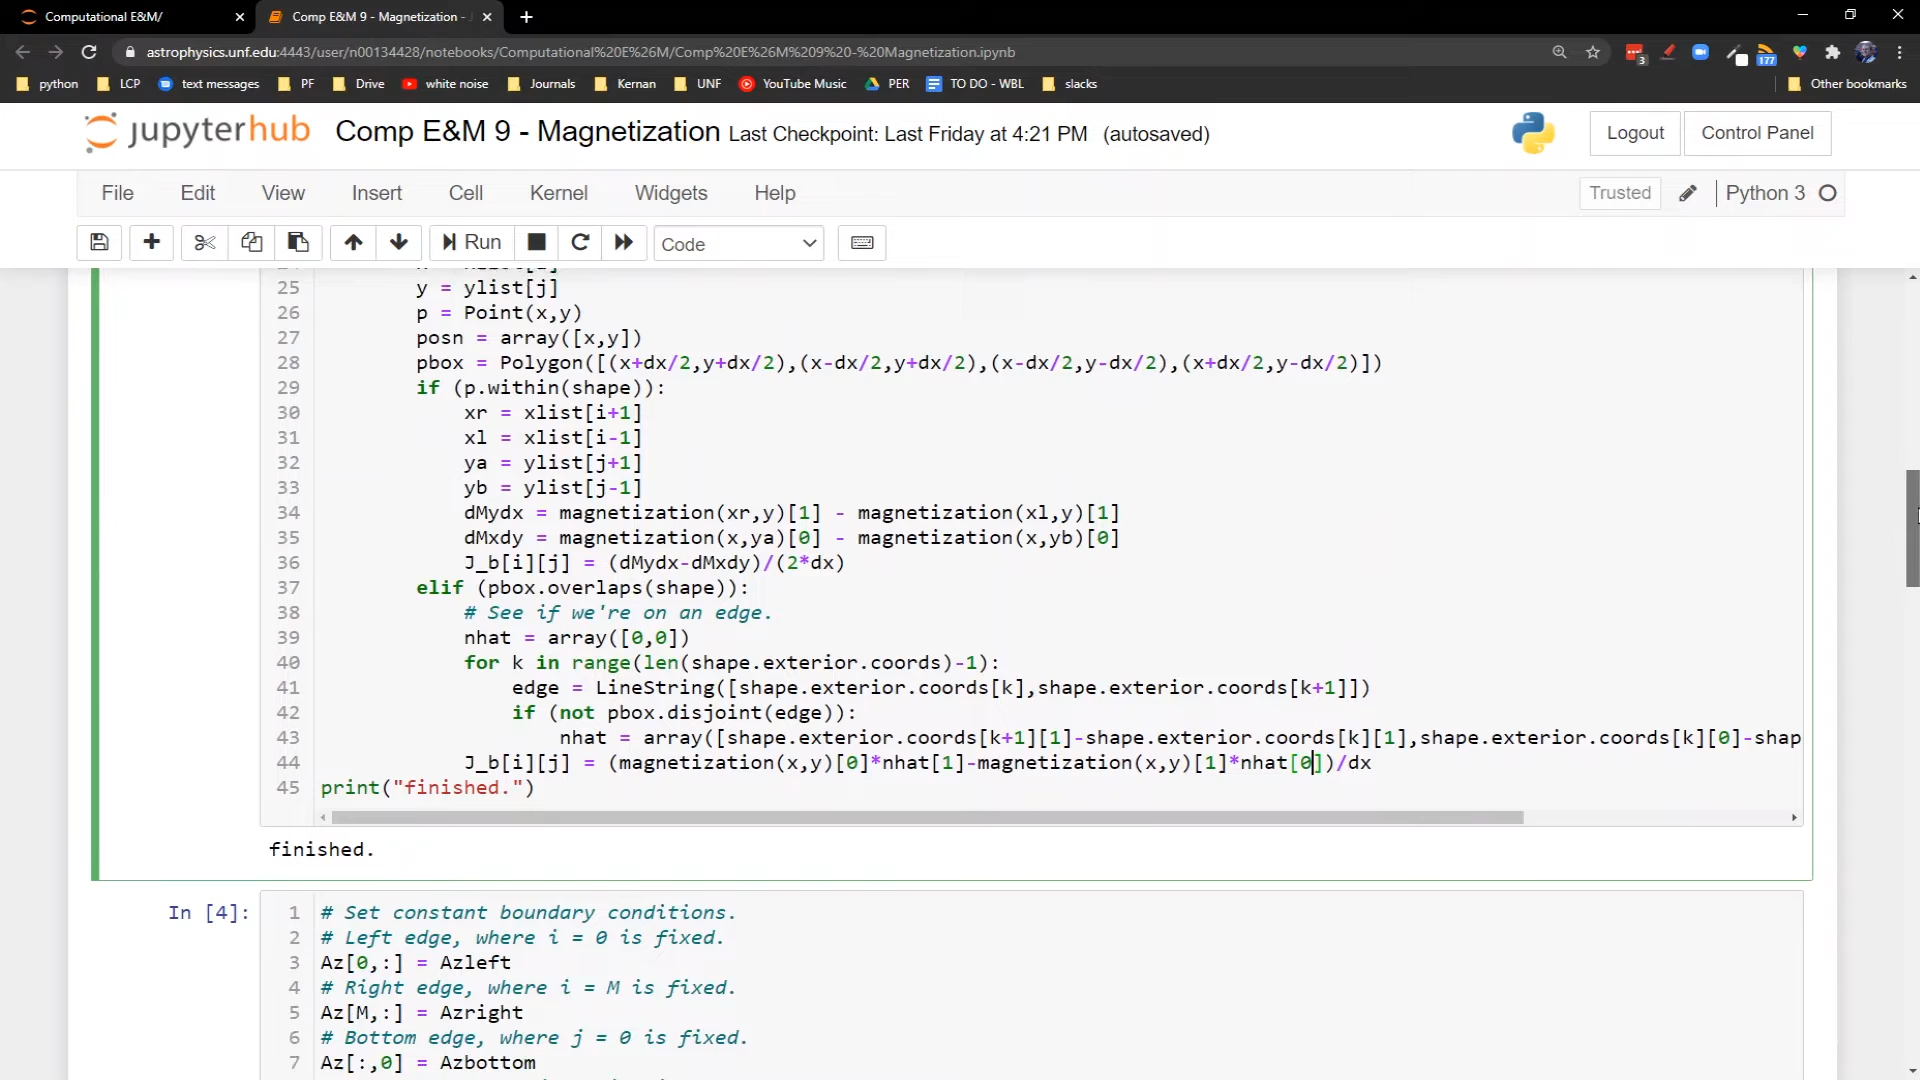 Computational E&M/
Comp E&M 9 - Magnetization -
astrophysics.unf.edu:4443/user/n00134428/notebooks/Computational%20E%26M/Comp%20E%26M%209%20-%20Magnetization.ipynb
3
177
python LCP text messages PF Drive white noise Journals Kernan UNF YouTube Music PER TO DO - WBL slacks Other bookmarks
jupyterhub Comp E&M 9 - Magnetization Last Checkpoint: Last Friday at 4:21 PM (autosaved) Logout Control Panel
File Edit View Insert Cell Kernel Widgets Help Trusted Python 3
Run Code
25 y = ylist[j]
26 p = Point(x,y)
27 posn = array([x,y])
28 pbox = Polygon([(x+dx/2,y+dx/2),(x-dx/2,y+dx/2),(x-dx/2,y-dx/2),(x+dx/2,y-dx/2)])
29 if (p.within(shape)):
30 xr = xlist[i+1]
31 xl = xlist[i-1]
32 ya = ylist[j+1]
33 yb = ylist[j-1]
34 dMydx = magnetization(xr,y)[1] - magnetization(xl,y)[1]
35 dMxdy = magnetization(x,ya)[0] - magnetization(x,yb)[0]
36 J_b[i][j] = (dMydx-dMxdy)/(2*dx)
37 elif (pbox.overlaps(shape)):
38 # See if we're on an edge.
39 nhat = array([0,0])
40 for k in range(len(shape.exterior.coords)-1):
41 edge = LineString([shape.exterior.coords[k],shape.exterior.coords[k+1]])
42 if (not pbox.disjoint(edge)):
43 nhat = array([shape.exterior.coords[k+1][1]-shape.exterior.coords[k][1],shape.exterior.coords[k][0]-shap
44 J_b[i][j] = (magnetization(x,y)[0]*nhat[1]-magnetization(x,y)[1]*nhat[0])/dx
45 print("finished.")
finished.
In [4]:
1 # Set constant boundary conditions.
2 # Left edge, where i = 0 is fixed.
3 Az[0,:] = Azleft
4 # Right edge, where i = M is fixed.
5 Az[M,:] = Azright
6 # Bottom edge, where j = 0 is fixed.
7 Az[:,0] = Azbottom